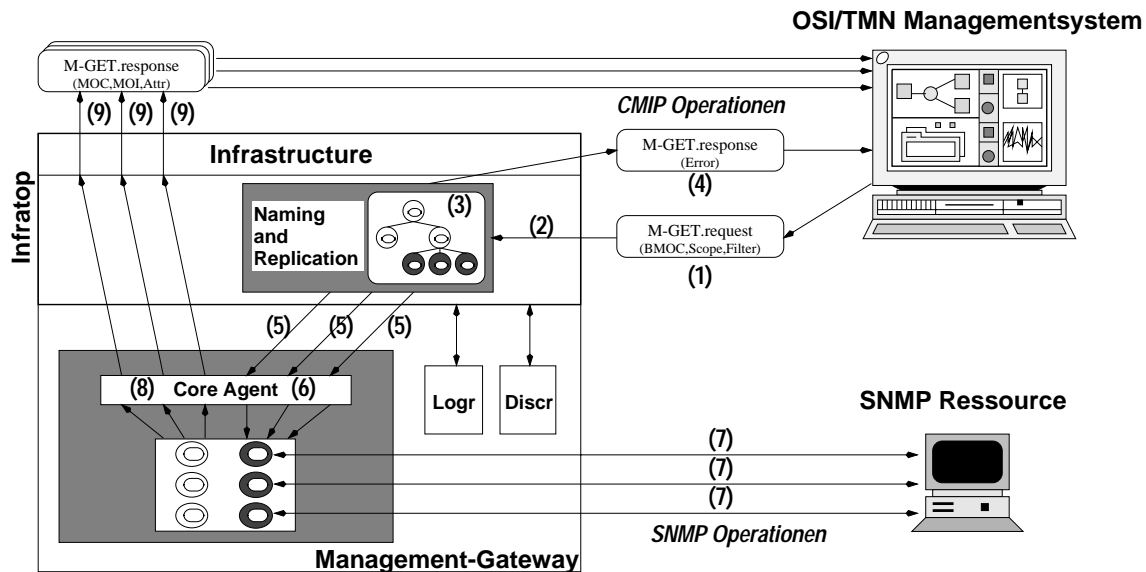 OSI/TMN Managementsystem
M-GET.response
(MOC,MOI,Attr)
(9) (9) (9)
CMIP Operationen
M-GET.response
(Error)
(4)
Infrastructure
Infratop
Naming
and
Replication
(3)
(2)
M-GET.request
(BMOC,Scope,Filter)
(1)
(5) (5) (5)
(8) Core Agent (6)
Logr
Discr
SNMP Ressource
(7)
(7)
(7)
SNMP Operationen
Management-Gateway